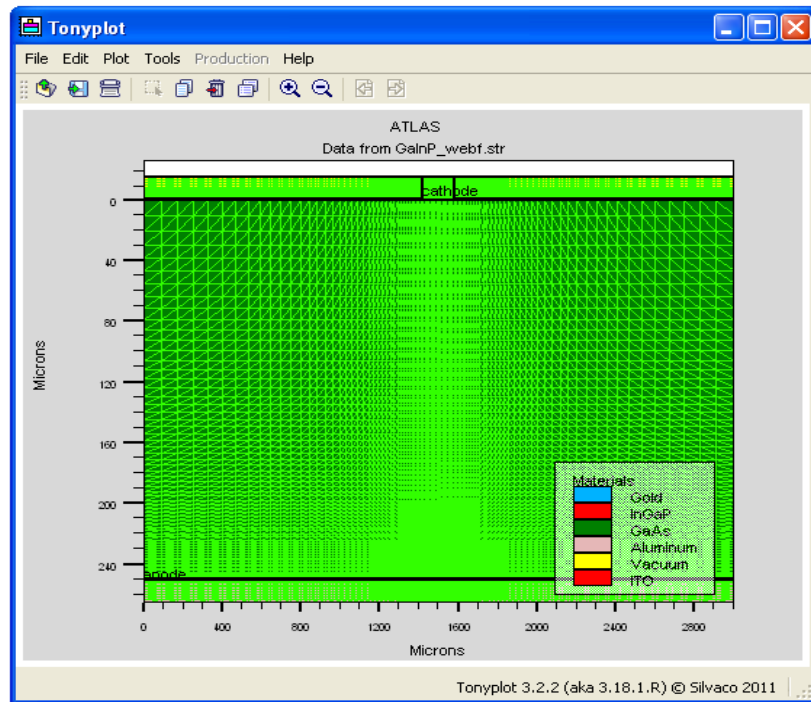 Tonyplot
File Edit Plot Tools Production Help
ATLAS
Data from GaInP_webf.str
cathode
0
40
80
120
160
200
240
Microns
anode
Materials
Gold
InGaP
GaAs
Aluminum
Vacuum
ITO
0 400 800 1200 1600 2000 2400 2800
Microns
Tonyplot 3.2.2 (aka 3.18.1.R) © Silvaco 2011